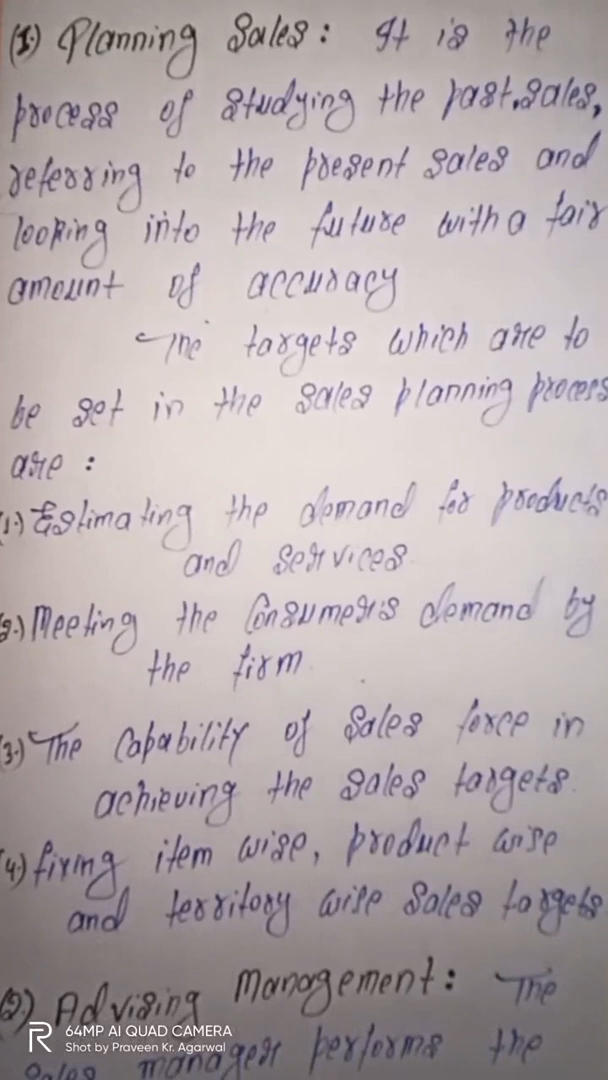 (1.) Planning Sales: It is the
process of studying the past sales,
referring to the present sales and
looking into the future with a fair
amount of accuracy
The targets which are to
be set in the sales planning process
are :
(1.) Estimating the demand for products
and services
(2.) Meeting the Consumer's demand by
the firm
(3.) The Capability of Sales force in
achieving the sales targets.
(4.) fixing item wise, product wise
and territory wise Sales targets
(2.) Advising Management: The
Sales manager performs the
64MP AI QUAD CAMERA
Shot by Praveen Kr. Agarwal